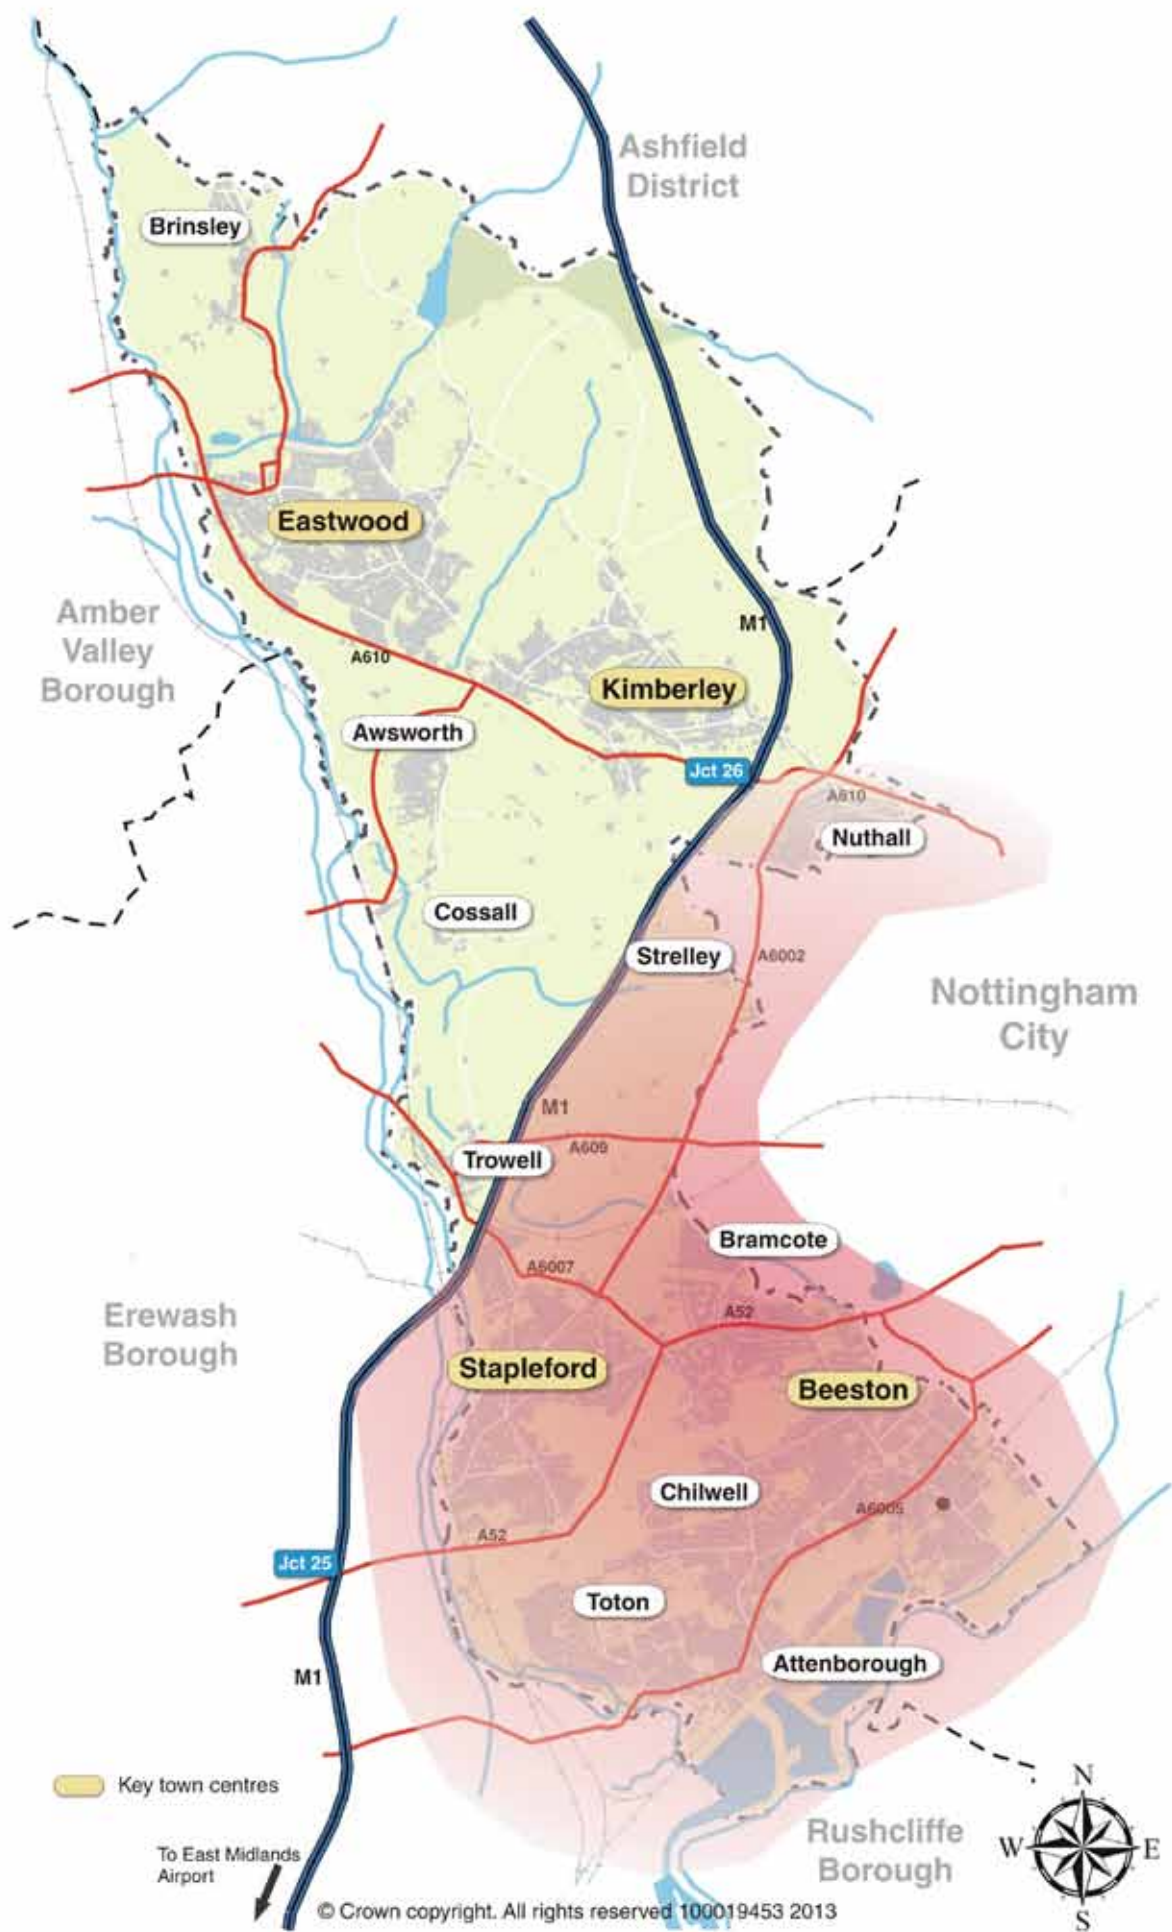 Ashfield
District
Brinsley
Eastwood
Amber
Valley
Borough
M1
A610
Kimberley
Awsworth
Jct 26
A610
Nuthall
Cossall
Strelley
A6002
Nottingham
City
M1
A609
Trowell
Bramcote
A6007
Erewash
Borough
A52
Stapleford
Beeston
Chilwell
A6005
A52
Jct 25
Toton
Attenborough
M1
Key town centres
N
W
E
S
Rushcliffe
Borough
To East Midlands
Airport
© Crown copyright. All rights reserved 100019453 2013